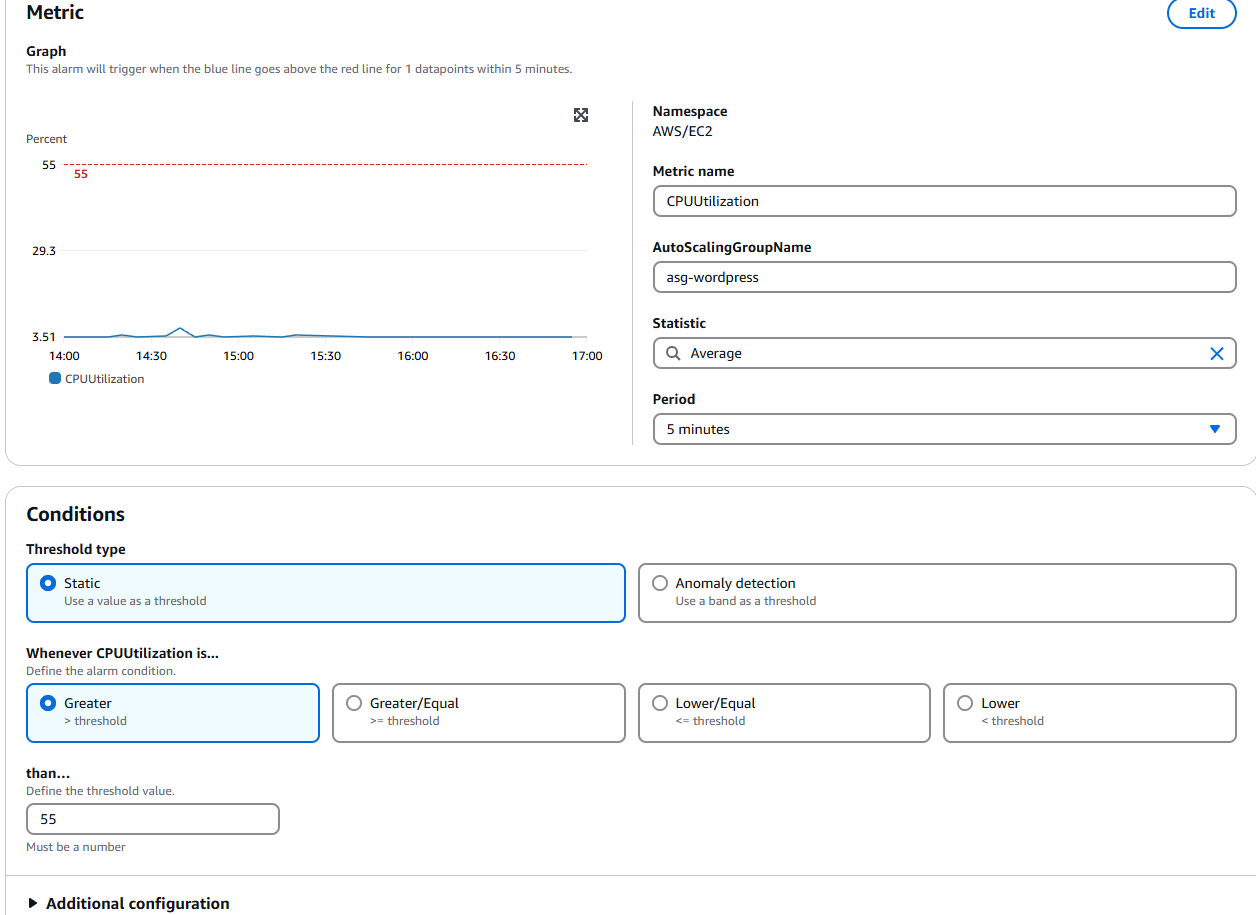 Metric
Edit
Graph
This alarm will trigger when the blue line goes above the red line for 1 datapoints within 5 minutes.
Percent
55
55
29.3
3.51
14:00 14:30 15:00 15:30 16:00 16:30 17:00
CPUUtilization
Namespace
AWS/EC2
Metric name
CPUUtilization
AutoScalingGroupName
asg-wordpress
Statistic
Average
Period
5 minutes
Conditions
Threshold type
Static
Use a value as a threshold
Anomaly detection
Use a band as a threshold
Whenever CPUUtilization is...
Define the alarm condition.
Greater
> threshold
Greater/Equal
>= threshold
Lower/Equal
<= threshold
Lower
< threshold
than...
Define the threshold value.
55
Must be a number
Additional configuration